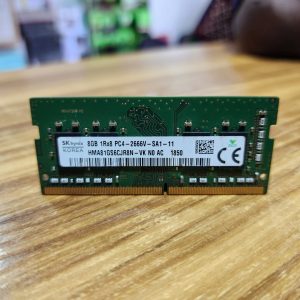 SK hynix
KOREA
8GB 1Rx8 PC4-2666V-SA1-11
HMA81GS6CJR8N-VK N0 AC 1850
CE